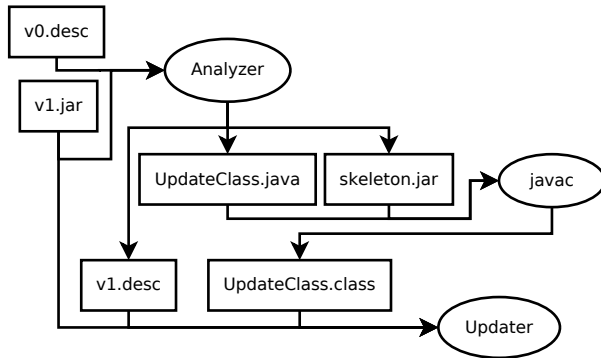 v0.desc
Analyzer
v1.jar
UpdateClass.java
skeleton.jar
javac
v1.desc
UpdateClass.class
Updater